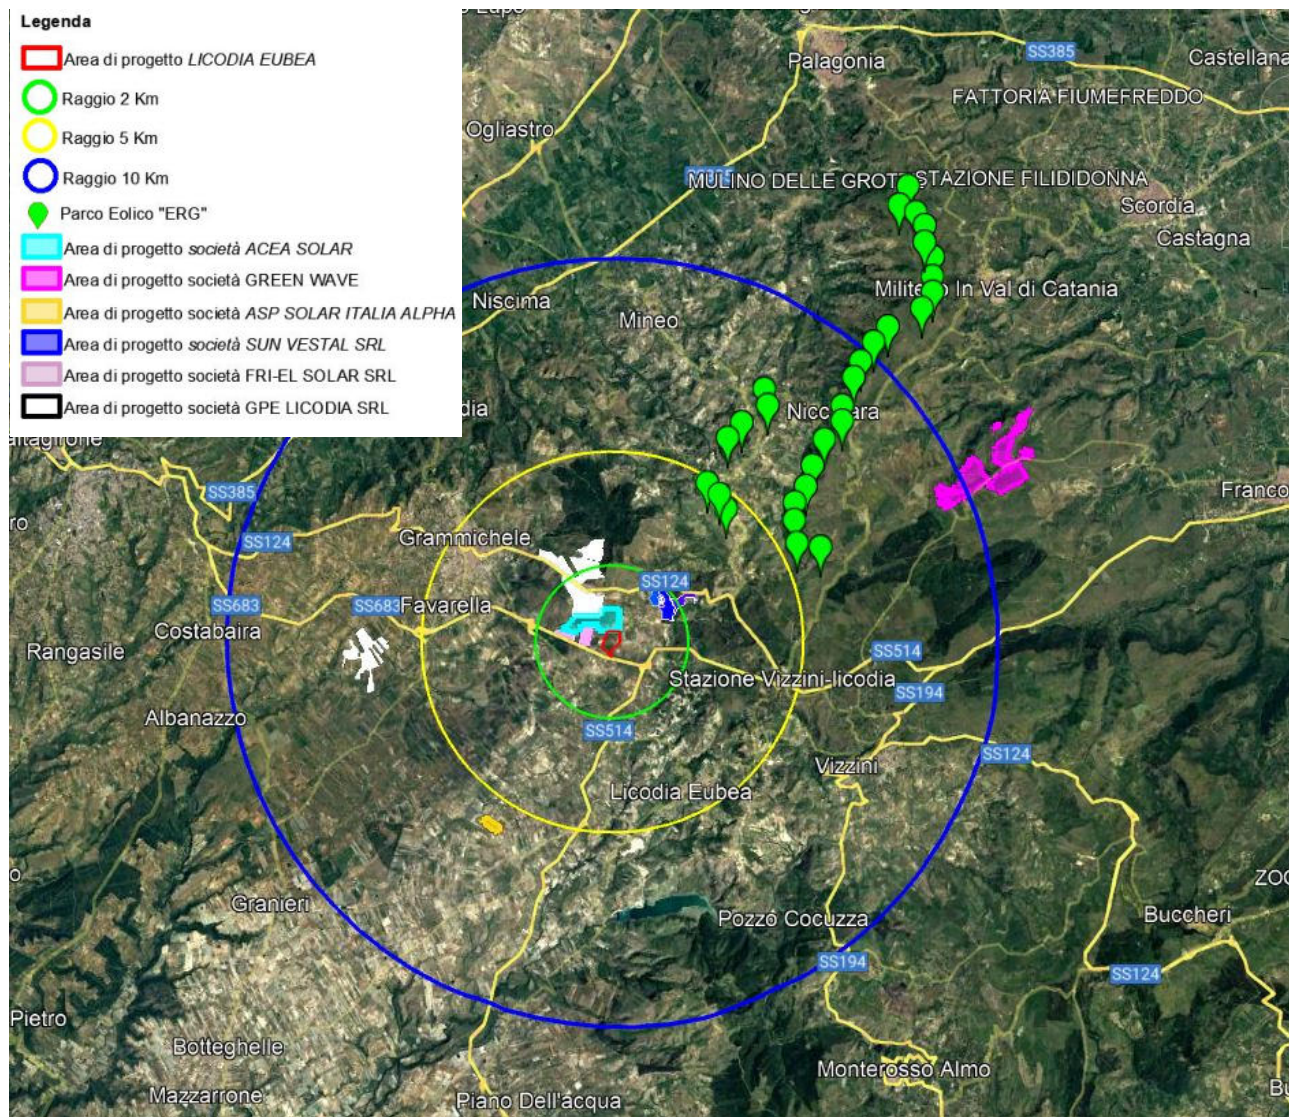 Legenda
Area di progetto LICODIA EUBEA
Raggio 2 Km
Raggio 5 Km
Raggio 10 Km
Parco Eolico "ERG"
Area di progetto società ACEA SOLAR
Area di progetto società GREEN WAVE
Area di progetto società ASP SOLAR ITALIA ALPHA
Area di progetto società SUN VESTAL SRL
Area di progetto società FRI-EL SOLAR SRL
Area di progetto società GPE LICODIA SRL
Palagonia
SS385
Castellana
FATTORIA FIUMEFREDDO
Ogliastro
MULINO DELLE GROT
STAZIONE FILIDIDONNA
Scordia
Castagna
Niscima
Mineo
In Val di Catania
SS385
Franco
SS124
Grammichele
SS124
SS683
SS683
Favarella
Costabaira
Rangasile
SS514
Stazione Vizzini-licodia
SS194
Albanazzo
SS514
Vizzini
SS124
Licodia Eubea
Granieri
Pozzo Cocuzza
Buccheri
SS194
SS124
Pietro
Botteghelle
Monterosso Almo
Mazzarrone
Piano Dell'acqua